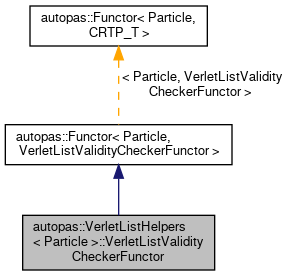 autopas::Functor< Particle,
CRTP_T >
< Particle, VerletListValidity
CheckerFunctor >
autopas::Functor< Particle,
VerletListValidityCheckerFunctor >
autopas::VerletListHelpers
< Particle >::VerletListValidity
CheckerFunctor